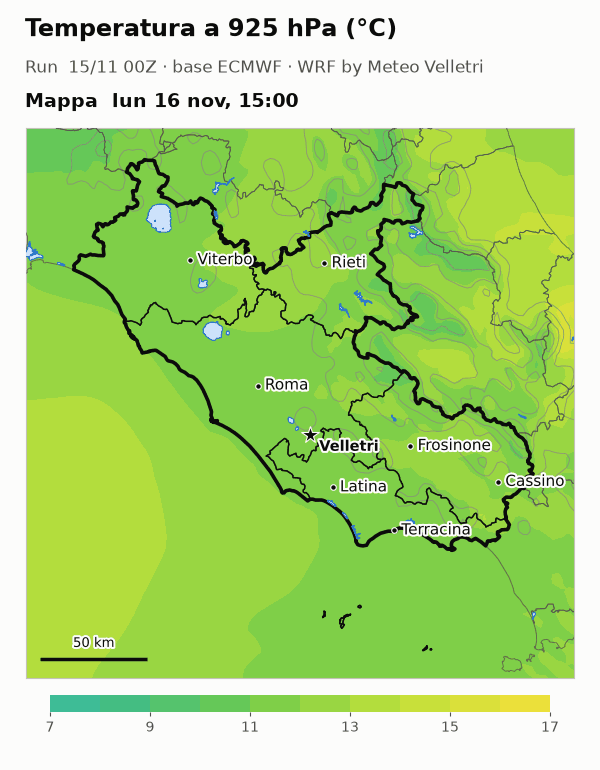 Temperatura a 925 hPa (°C)
Run  15/11 00Z · base ECMWF · WRF by Meteo Velletri
Mappa  lun 16 nov, 15:00
Viterbo
Rieti
Roma
Velletri
Frosinone
Cassino
Latina
Terracina
50 km
7 9 11 13 15 17